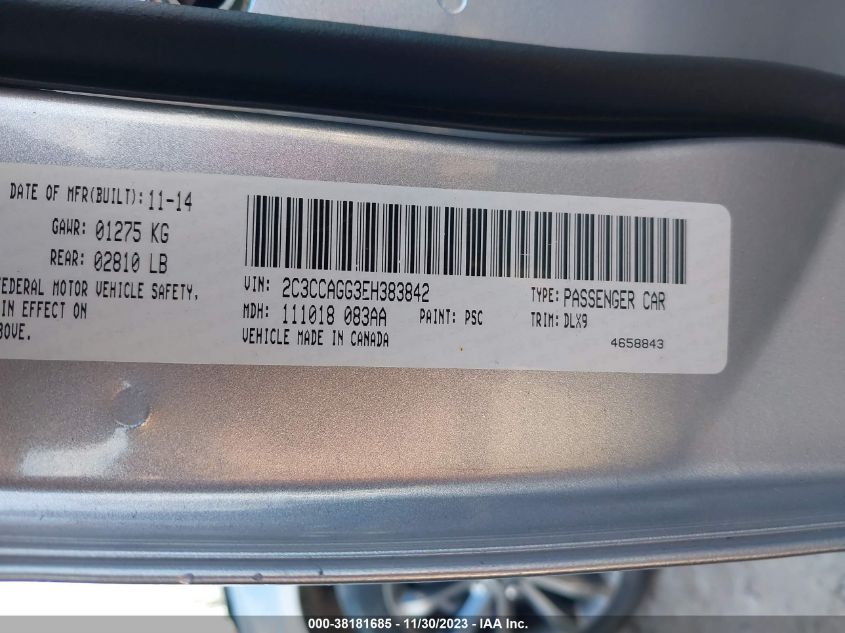 DATE OF MFR(BUILT): 11-14
GAWR: 01275 KG
REAR: 02810 LB
FEDERAL MOTOR VEHICLE SAFETY,
IN EFFECT ON
VIN: 2C3CCAGG3EH383842
TYPE: PASSENGER CAR
MDH: 111018 083AA
PAINT: PSC
TRIM: DLX9
VEHICLE MADE IN CANADA
4658843
000-38181685 - 11/30/2023 - IAA Inc.